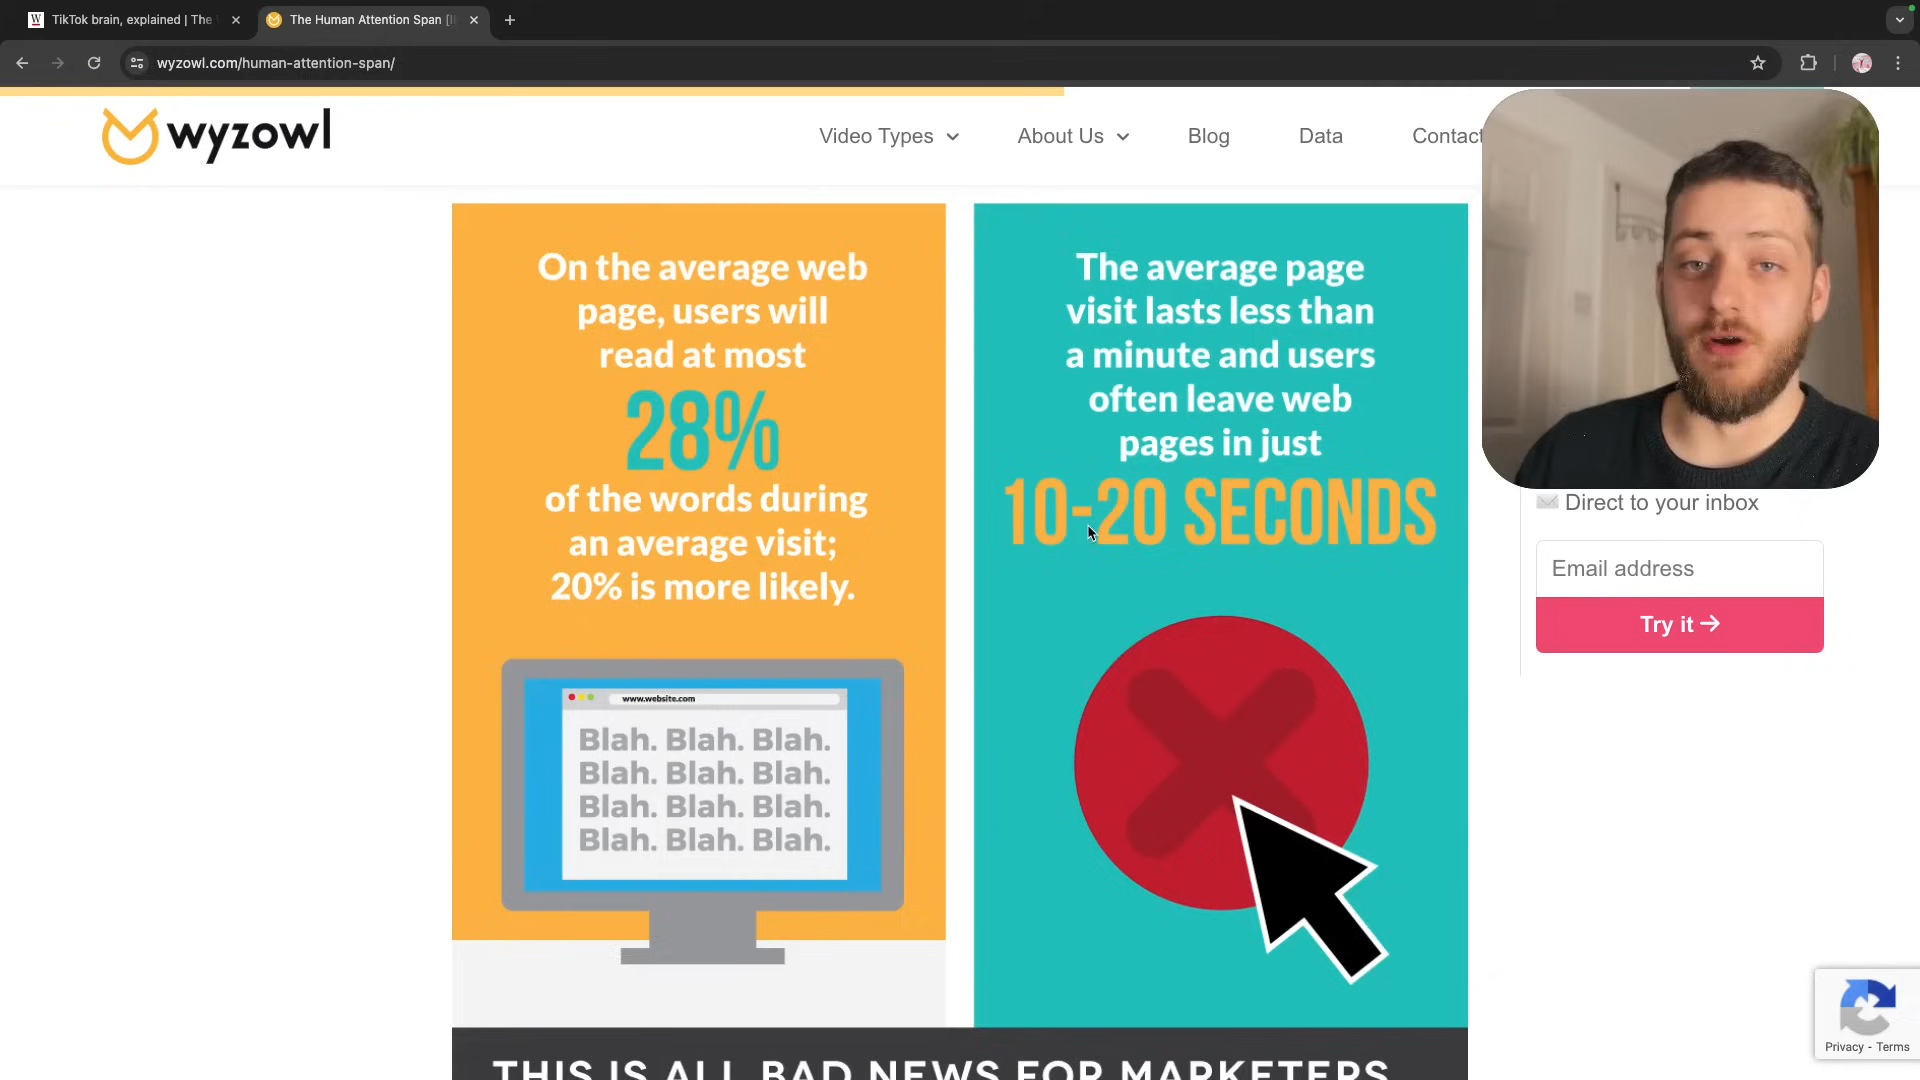 TikTok brain, explained | The
The Human Attention Span [I
wyzowl.com/human-attention-span/
wyzowl
Video Types
About Us
Blog
Data
Contact
On the average web
page, users will
read at most
28%
of the words during
an average visit;
20% is more likely.
www.website.com
Blah. Blah. Blah.
Blah. Blah. Blah.
Blah. Blah. Blah.
Blah. Blah. Blah.
The average page
visit lasts less than
a minute and users
often leave web
pages in just
10-20 SECONDS
Direct to your inbox
Email address
Try it →
THIS IS ALL BAD NEWS FOR MARKETERS
Privacy - Terms